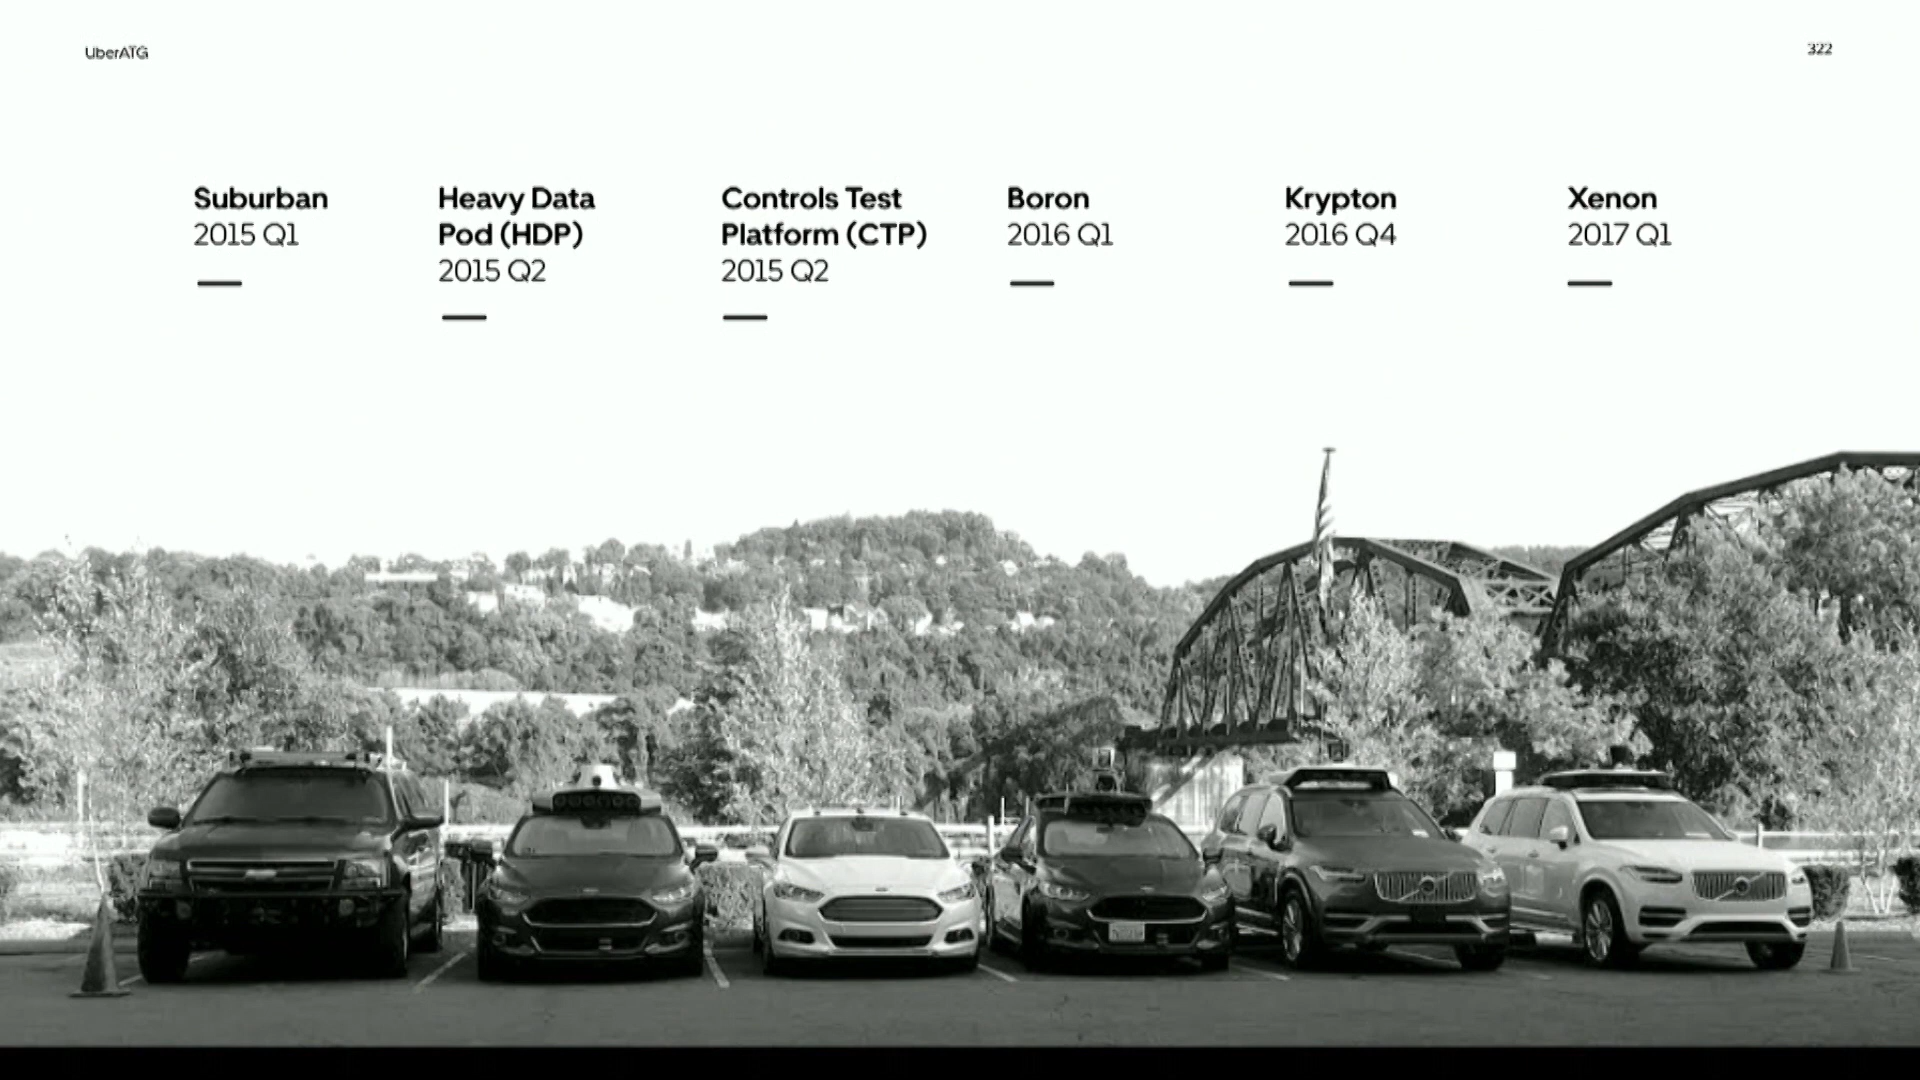 UberATG
322
Suburban
2015 Q1
Heavy Data
Pod (HDP)
2015 Q2
Controls Test
Platform (CTP)
2015 Q2
Boron
2016 Q1
Krypton
2016 Q4
Xenon
2017 Q1